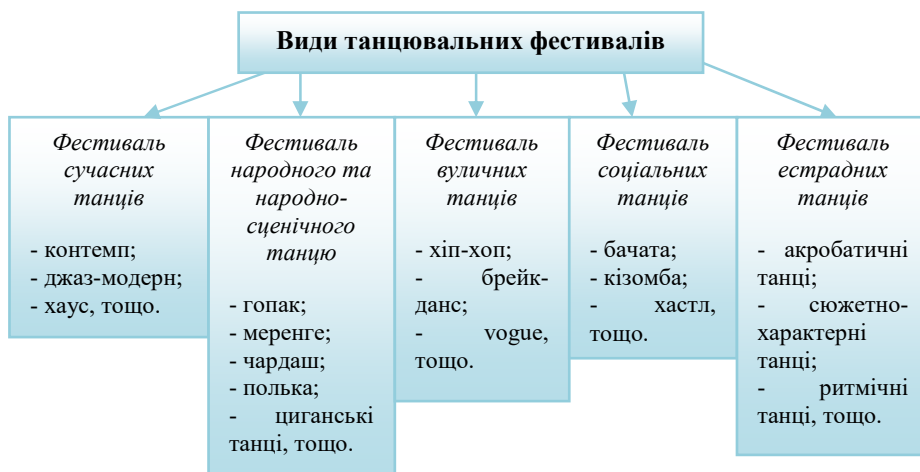 Види танцювальних фестивалів
Фестиваль
сучасних
танців
- контемп;
- джаз-модерн;
- хаус, тощо.
Фестиваль
народного та
народно-
сценічного
танцю
- гопак;
- меренге;
- чардаш;
- полька;
- циганські
танці, тощо.
Фестиваль
вуличних
танців
- хіп-хоп;
- брейк-
данс;
- vogue,
тощо.
Фестиваль
соціальних
танців
- бачата;
- кізомба;
- хастл,
тощо.
Фестиваль
естрадних
танців
- акробатичні
танці;
- сюжетно-
характерні
танці;
- ритмічні
танці, тощо.